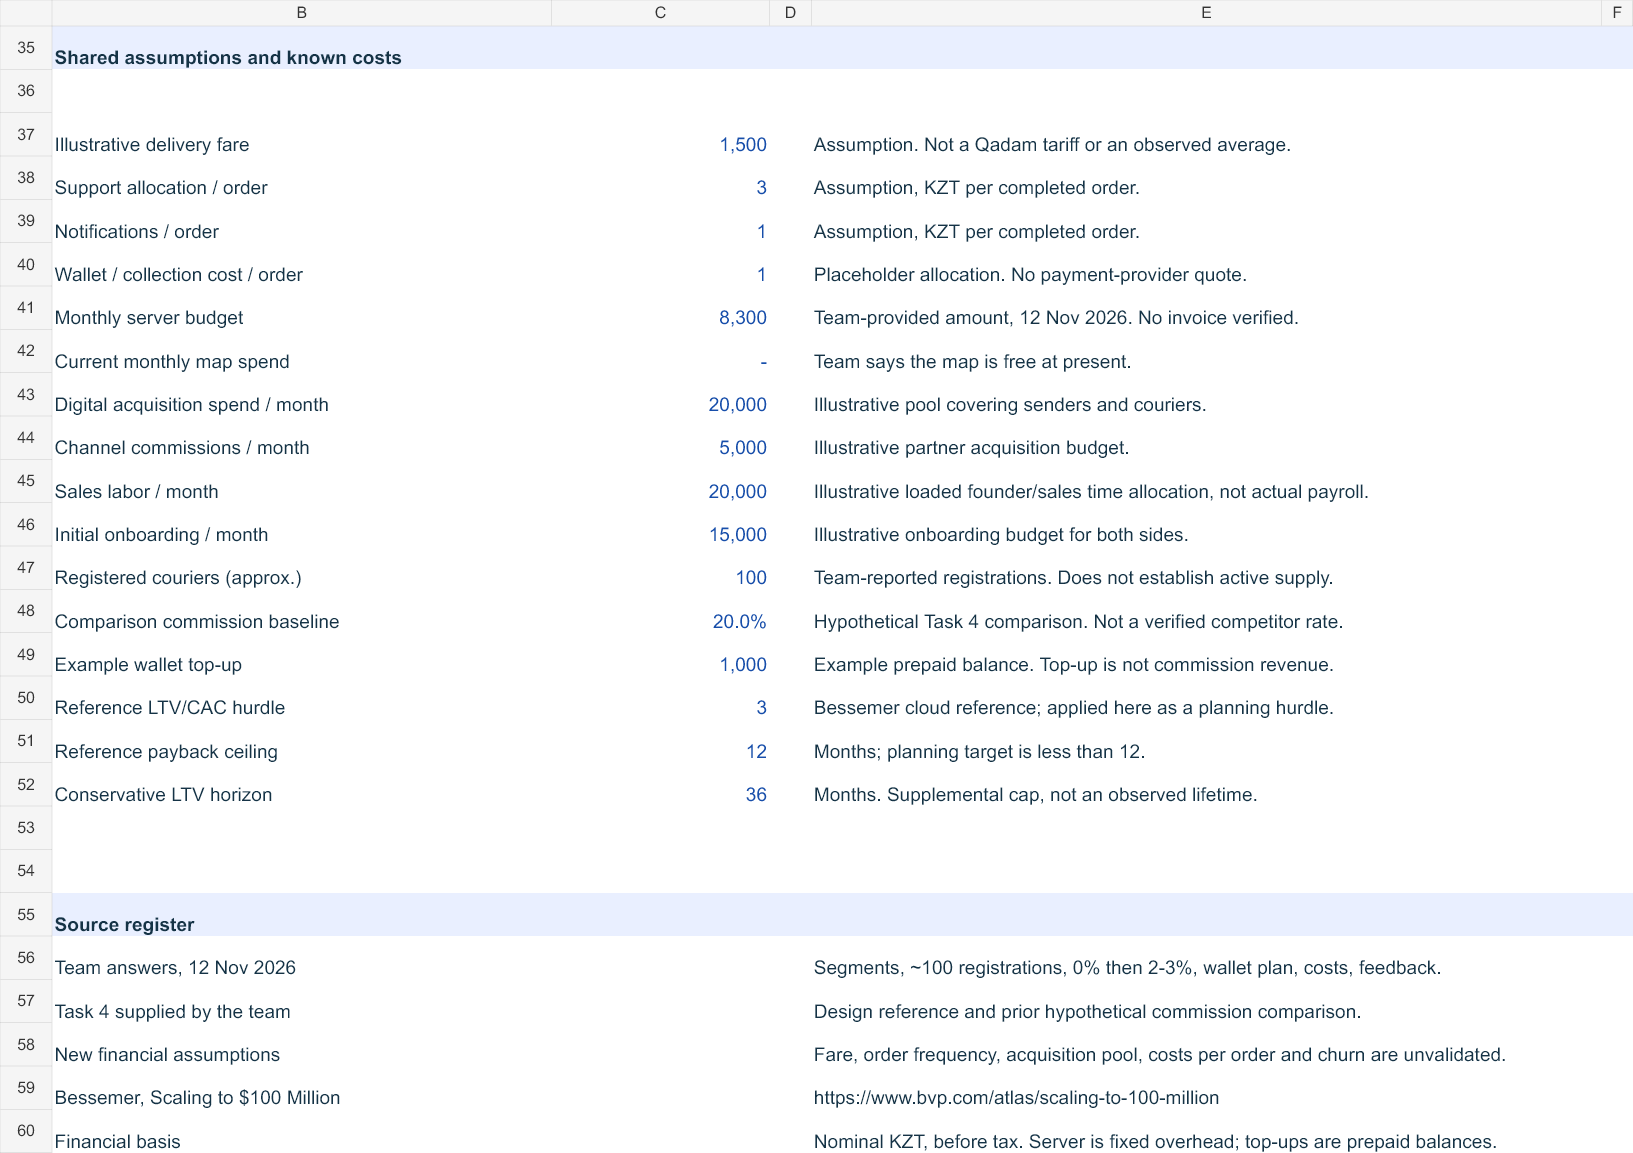 B C D E F
35 Shared assumptions and known costs
36
37 Illustrative delivery fare 1,500 Assumption. Not a Qadam tariff or an observed average.
38 Support allocation / order 3 Assumption, KZT per completed order.
39 Notifications / order 1 Assumption, KZT per completed order.
40 Wallet / collection cost / order 1 Placeholder allocation. No payment-provider quote.
41 Monthly server budget 8,300 Team-provided amount, 12 Nov 2026. No invoice verified.
42 Current monthly map spend - Team says the map is free at present.
43 Digital acquisition spend / month 20,000 Illustrative pool covering senders and couriers.
44 Channel commissions / month 5,000 Illustrative partner acquisition budget.
45 Sales labor / month 20,000 Illustrative loaded founder/sales time allocation, not actual payroll.
46 Initial onboarding / month 15,000 Illustrative onboarding budget for both sides.
47 Registered couriers (approx.) 100 Team-reported registrations. Does not establish active supply.
48 Comparison commission baseline 20.0% Hypothetical Task 4 comparison. Not a verified competitor rate.
49 Example wallet top-up 1,000 Example prepaid balance. Top-up is not commission revenue.
50 Reference LTV/CAC hurdle 3 Bessemer cloud reference; applied here as a planning hurdle.
51 Reference payback ceiling 12 Months; planning target is less than 12.
52 Conservative LTV horizon 36 Months. Supplemental cap, not an observed lifetime.
53
54
55 Source register
56 Team answers, 12 Nov 2026 Segments, ~100 registrations, 0% then 2-3%, wallet plan, costs, feedback.
57 Task 4 supplied by the team Design reference and prior hypothetical commission comparison.
58 New financial assumptions Fare, order frequency, acquisition pool, costs per order and churn are unvalidated.
59 Bessemer, Scaling to $100 Million https://www.bvp.com/atlas/scaling-to-100-million
60 Financial basis Nominal KZT, before tax. Server is fixed overhead; top-ups are prepaid balances.